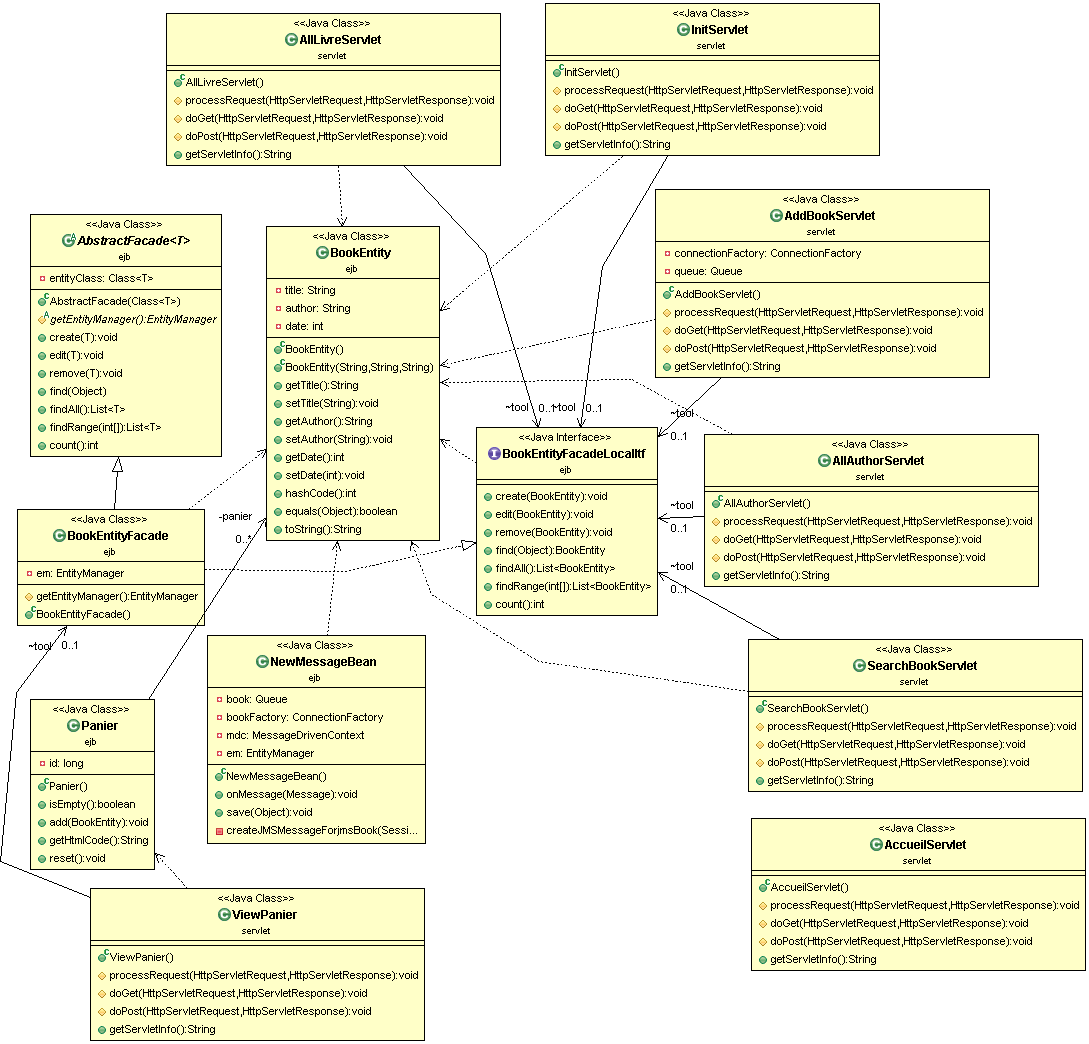 <<Java Class>>
AllLivreServlet
servlet
AllLivreServlet()
processRequest(HttpServletRequest,HttpServletResponse):void
doGet(HttpServletRequest,HttpServletResponse):void
doPost(HttpServletRequest,HttpServletResponse):void
getServletInfo():String
<<Java Class>>
InitServlet
servlet
InitServlet()
processRequest(HttpServletRequest,HttpServletResponse):void
doGet(HttpServletRequest,HttpServletResponse):void
doPost(HttpServletRequest,HttpServletResponse):void
getServletInfo():String
<<Java Class>>
AbstractFacade<T>
ejb
entityClass: Class<T>
AbstractFacade(Class<T>)
getEntityManager():EntityManager
create(T):void
edit(T):void
remove(T):void
find(Object)
findAll():List<T>
findRange(int[]):List<T>
count():int
<<Java Class>>
BookEntity
ejb
title: String
author: String
date: int
BookEntity()
BookEntity(String,String,String)
getTitle():String
setTitle(String):void
getAuthor():String
setAuthor(String):void
getDate():int
setDate(int):void
hashCode():int
equals(Object):boolean
toString():String
<<Java Class>>
AddBookServlet
servlet
connectionFactory: ConnectionFactory
queue: Queue
AddBookServlet()
processRequest(HttpServletRequest,HttpServletResponse):void
doGet(HttpServletRequest,HttpServletResponse):void
doPost(HttpServletRequest,HttpServletResponse):void
getServletInfo():String
~tool
0..1
~tool
0..1
~tool
0..1
<<Java Interface>>
BookEntityFacadeLocalItf
ejb
create(BookEntity):void
edit(BookEntity):void
remove(BookEntity):void
find(Object):BookEntity
findAll():List<BookEntity>
findRange(int[]):List<BookEntity>
count():int
<<Java Class>>
AllAuthorServlet
servlet
AllAuthorServlet()
processRequest(HttpServletRequest,HttpServletResponse):void
doGet(HttpServletRequest,HttpServletResponse):void
doPost(HttpServletRequest,HttpServletResponse):void
getServletInfo():String
~tool
0..1
~tool
0..1
<<Java Class>>
BookEntityFacade
ejb
em: EntityManager
getEntityManager():EntityManager
BookEntityFacade()
-panier
0..*
~tool
0..1
<<Java Class>>
NewMessageBean
ejb
book: Queue
bookFactory: ConnectionFactory
mdc: MessageDrivenContext
em: EntityManager
NewMessageBean()
onMessage(Message):void
save(Object):void
createJMSMessageForjmsBook(Sessi...
<<Java Class>>
SearchBookServlet
servlet
SearchBookServlet()
processRequest(HttpServletRequest,HttpServletResponse):void
doGet(HttpServletRequest,HttpServletResponse):void
doPost(HttpServletRequest,HttpServletResponse):void
getServletInfo():String
<<Java Class>>
Panier
ejb
id: long
Panier()
isEmpty():boolean
add(BookEntity):void
getHtmlCode():String
reset():void
<<Java Class>>
AccueilServlet
servlet
AccueilServlet()
processRequest(HttpServletRequest,HttpServletResponse):void
doGet(HttpServletRequest,HttpServletResponse):void
doPost(HttpServletRequest,HttpServletResponse):void
getServletInfo():String
<<Java Class>>
ViewPanier
servlet
ViewPanier()
processRequest(HttpServletRequest,HttpServletResponse):void
doGet(HttpServletRequest,HttpServletResponse):void
doPost(HttpServletRequest,HttpServletResponse):void
getServletInfo():String